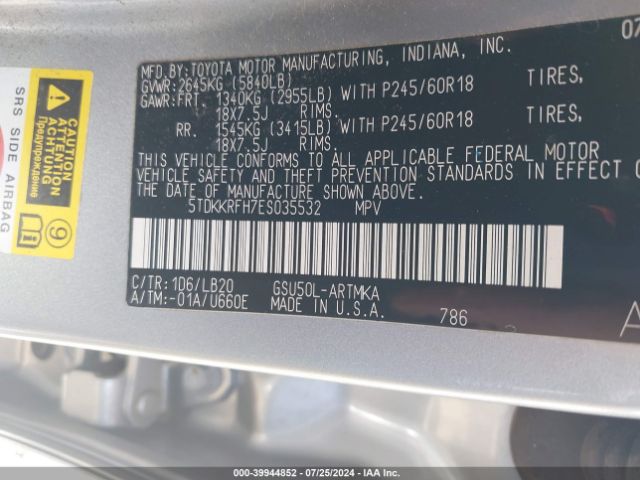 07
MFD.BY:TOYOTA MOTOR MANUFACTURING, INDIANA, INC.
GVWR:2645KG (5840LB)
GAWR:FRT. 1340KG (2955LB) WITH P245/60R18 TIRES,
18X7.5J RIMS.
RR. 1545KG (3415LB) WITH P245/60R18 TIRES,
18X7.5J RIMS.
THIS VEHICLE CONFORMS TO ALL APPLICABLE FEDERAL MOTOR
VEHICLE SAFETY AND THEFT PREVENTION STANDARDS IN EFFECT O
THE DATE OF MANUFACTURE SHOWN ABOVE.
5TDKKRFH7ES035532 MPV
C/TR: 1D6/LB20 GSU50L-ARTMKA
A/TM:-01A/U660E MADE IN U.S.A. 786
A
SRS SIDE AIRBAG
CAUTION
ATTENTION
ACHTUNG
Предупреждение
9
000-39944852 / 07/25/2024 / IAA Inc.